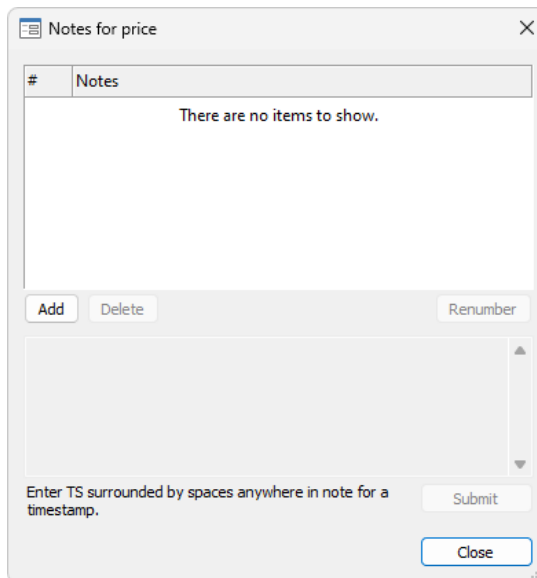 Notes for price
# Notes
There are no items to show.
Add Delete Renumber
Enter TS surrounded by spaces anywhere in note for a
timestamp.
Submit
Close